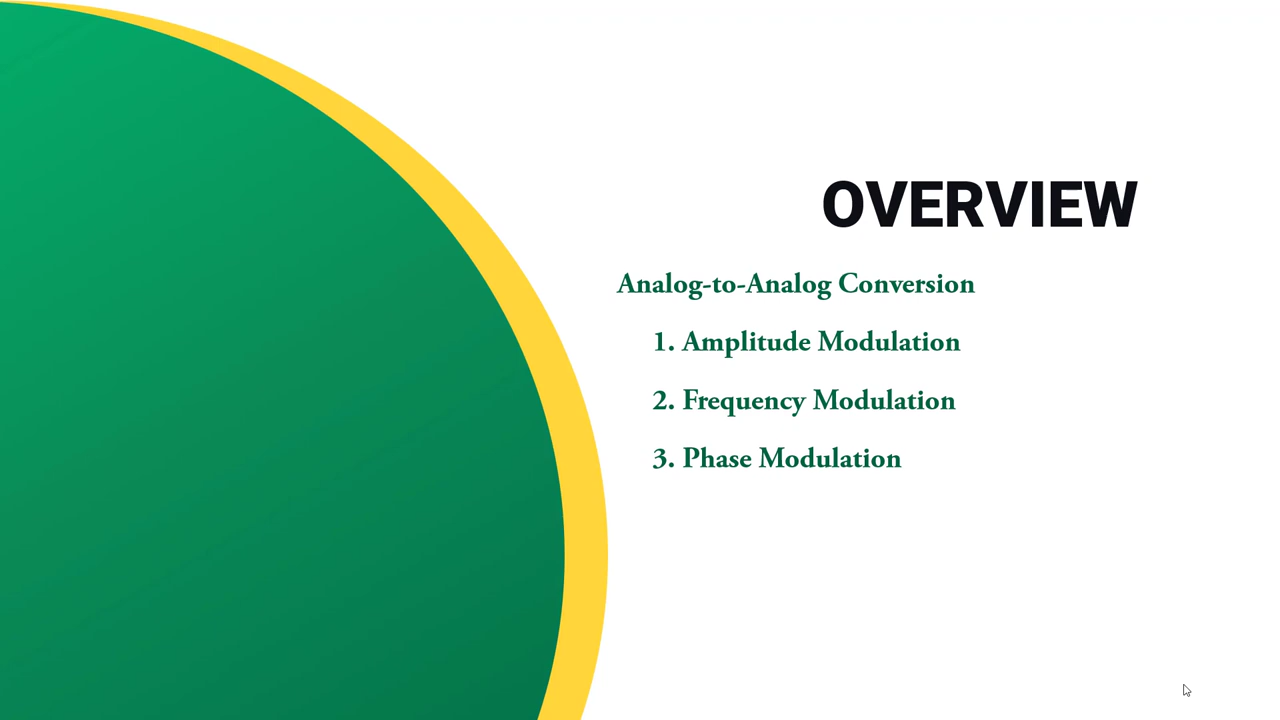 OVERVIEW
Analog-to-Analog Conversion
1. Amplitude Modulation
2. Frequency Modulation
3. Phase Modulation